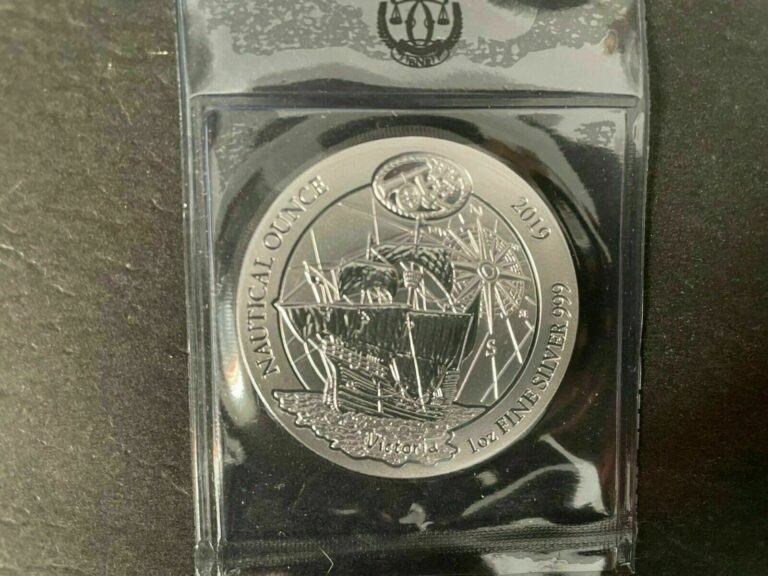 NAUTICAL OUNCE
2019
1oz FINE SILVER 999
Victoria
N
S